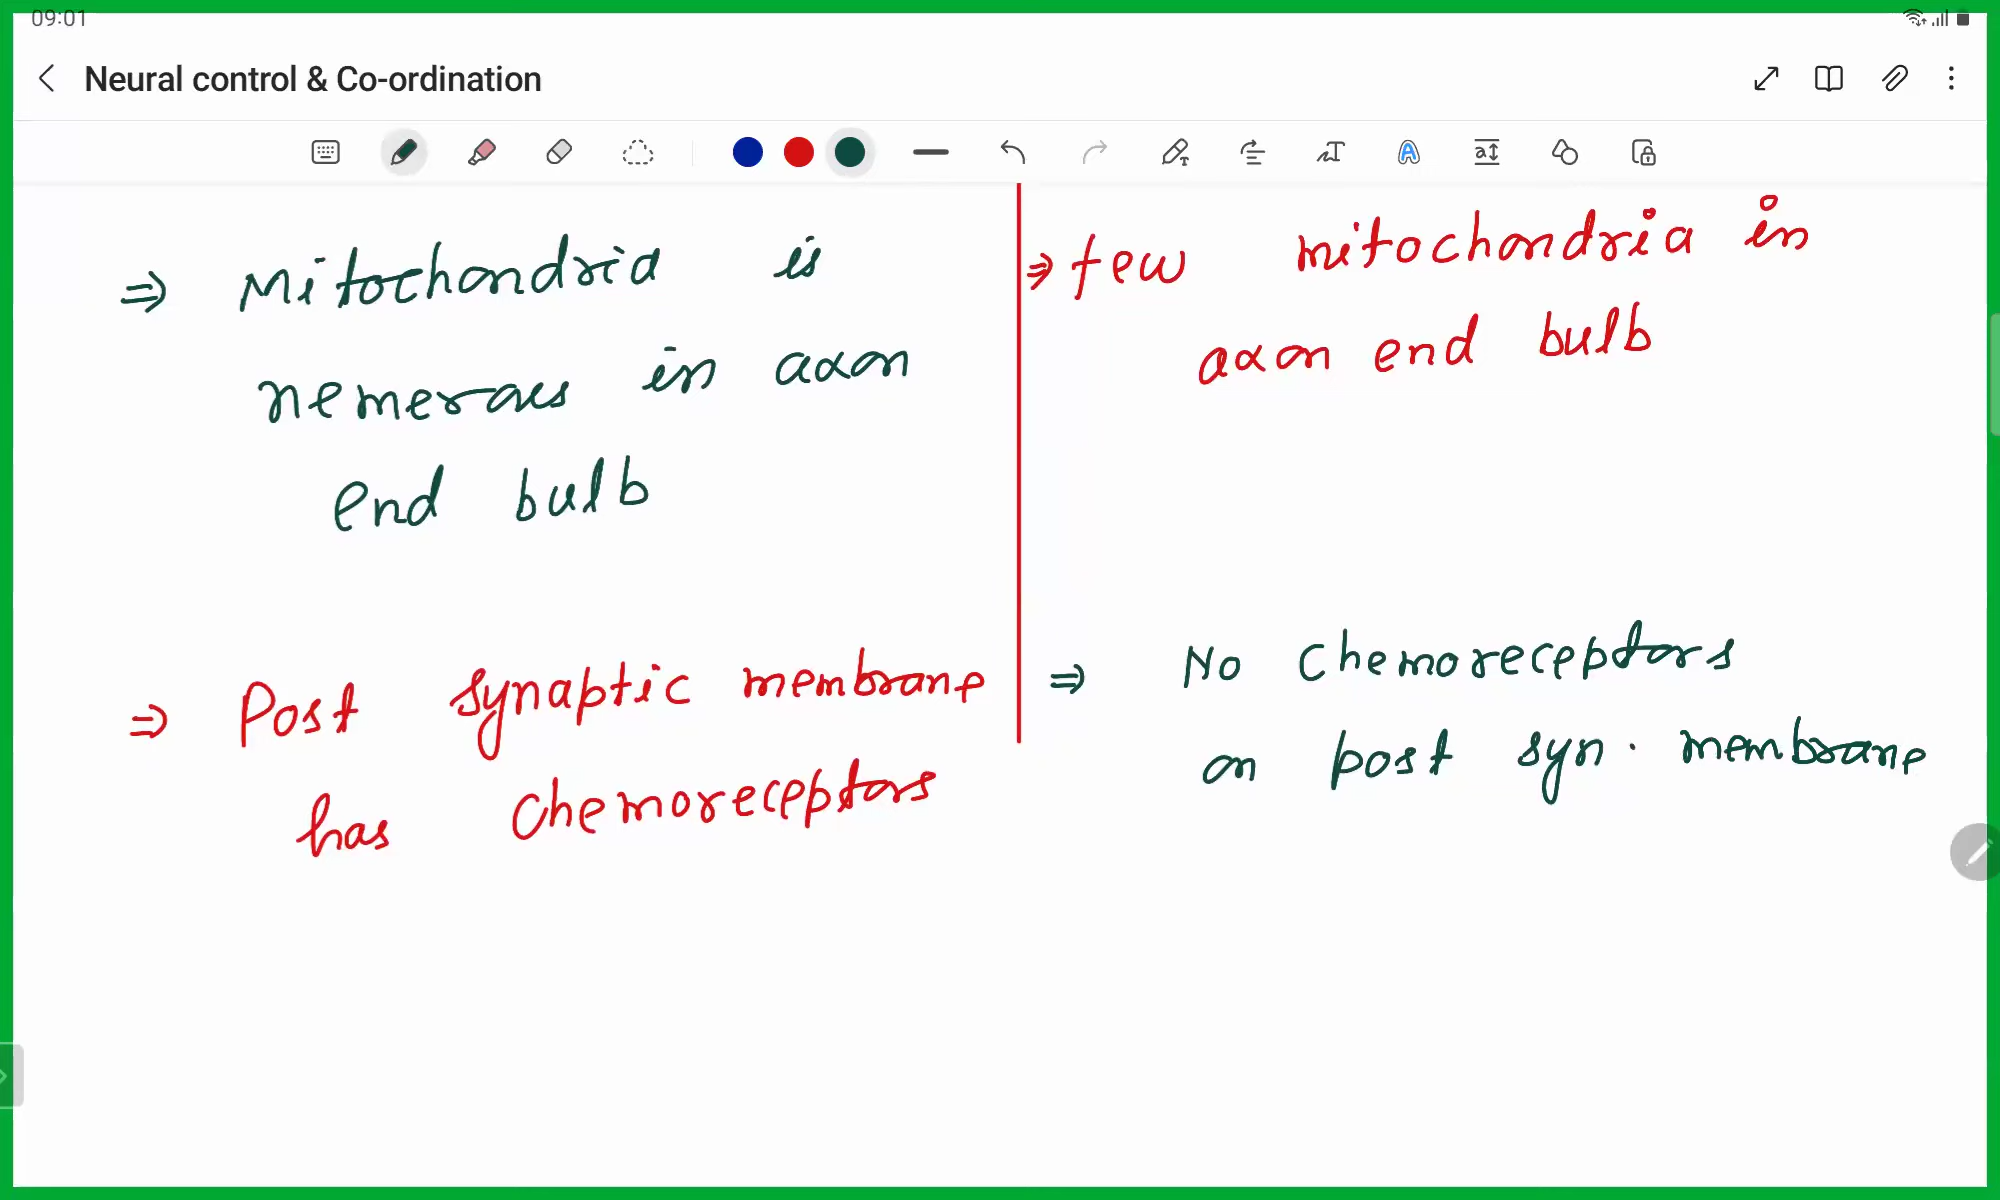 09:01
Neural control & Co-ordination
⇒ Mitochondria is
nemeraes in axon
end bulb
⇒ few mitochondria in
axon end bulb
⇒ Post synaptic membrane
has Chemoreceptors
⇒ No Chemoreceptors
on post syn. membrane